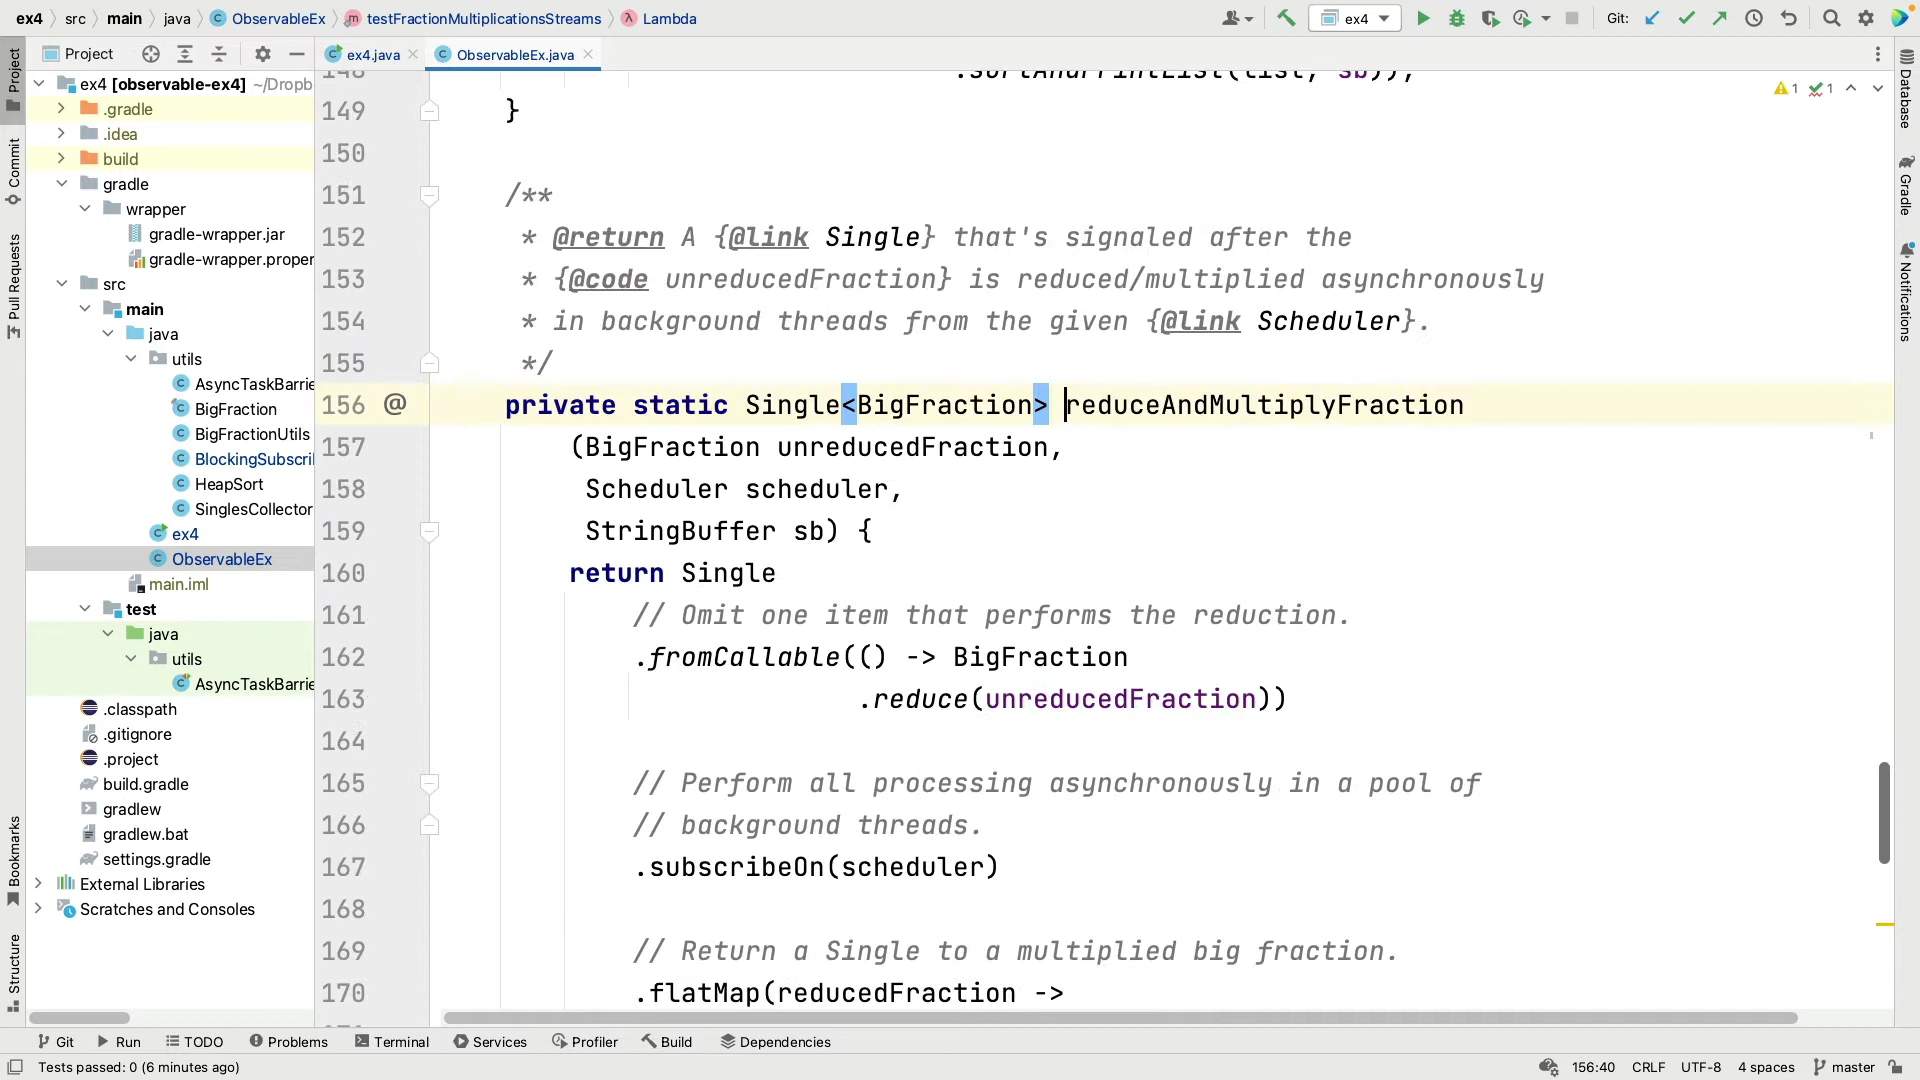 ex4 src main java ObservableEx m testFractionMultiplicationsStreams λ Lambda
ex4
Git:
Project
ex4.java
ObservableEx.java
ex4 [observable-ex4] ~/Dropb
.gradle
.idea
build
gradle
wrapper
gradle-wrapper.jar
gradle-wrapper.proper
src
main
java
utils
AsyncTaskBarrie
BigFraction
BigFractionUtils
BlockingSubscri
HeapSort
SinglesCollector
ex4
ObservableEx
main.iml
test
java
utils
AsyncTaskBarrie
.classpath
.gitignore
.project
build.gradle
gradlew
gradlew.bat
settings.gradle
External Libraries
Scratches and Consoles
Project
Commit
Pull Requests
Bookmarks
Structure
148 .sortAndPrintList(list, sb));
149 }
150
151 /**
152 * @return A {@link Single} that's signaled after the
153 * {@code unreducedFraction} is reduced/multiplied asynchronously
154 * in background threads from the given {@link Scheduler}.
155 */
156 @ private static Single<BigFraction> reduceAndMultiplyFraction
157 (BigFraction unreducedFraction,
158 Scheduler scheduler,
159 StringBuffer sb) {
160 return Single
161 // Omit one item that performs the reduction.
162 .fromCallable(() -> BigFraction
163 .reduce(unreducedFraction))
164
165 // Perform all processing asynchronously in a pool of
166 // background threads.
167 .subscribeOn(scheduler)
168
169 // Return a Single to a multiplied big fraction.
170 .flatMap(reducedFraction ->
1 1
Database
Gradle
Notifications
Git Run TODO Problems Terminal Services Profiler Build Dependencies
Tests passed: 0 (6 minutes ago)
156:40 CRLF UTF-8 4 spaces master